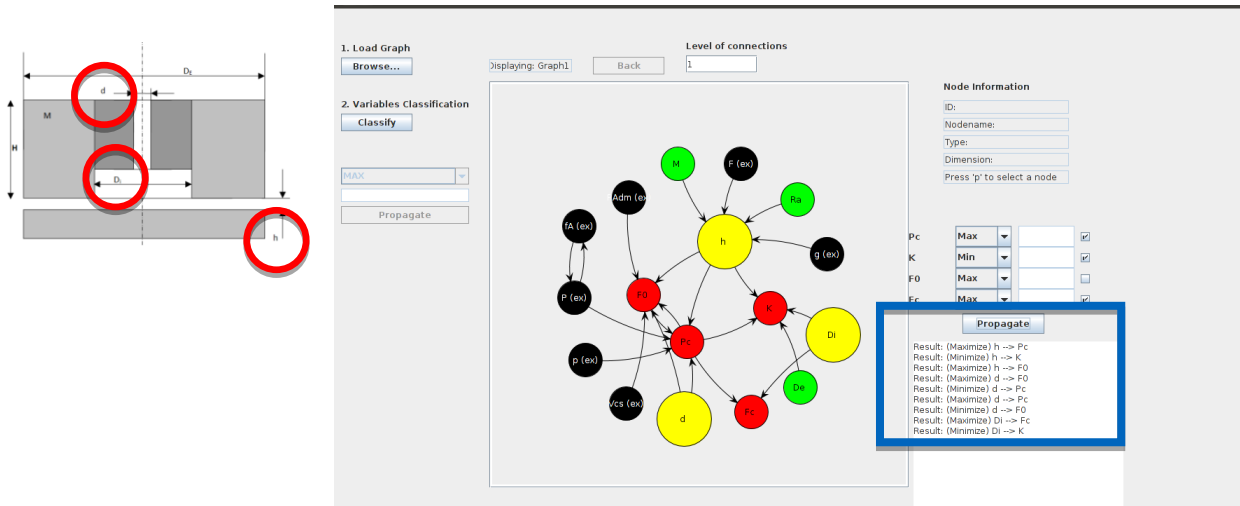 D_E
d
M
H
D_i
h
1. Load Graph
Browse...
Displaying: Graph1
Back
Level of connections
1
2. Variables Classification
Classify
MAX
Propagate
Node Information
ID:
Nodename:
Type:
Dimension:
Press 'p' to select a node
M
F (ex)
Adm (ex
Ra
fA (ex)
h
g (ex)
P (ex)
F0
K
Pc
Di
p (ex)
De
Vcs (ex)
d
Fc
Pc Max
K Min
F0 Max
Fc Max
Propagate
Result: (Maximize) h --> Pc
Result: (Minimize) h --> K
Result: (Maximize) h --> F0
Result: (Maximize) d --> F0
Result: (Minimize) d --> Pc
Result: (Maximize) d --> Pc
Result: (Minimize) d --> F0
Result: (Maximize) Di --> Fc
Result: (Minimize) Di --> K